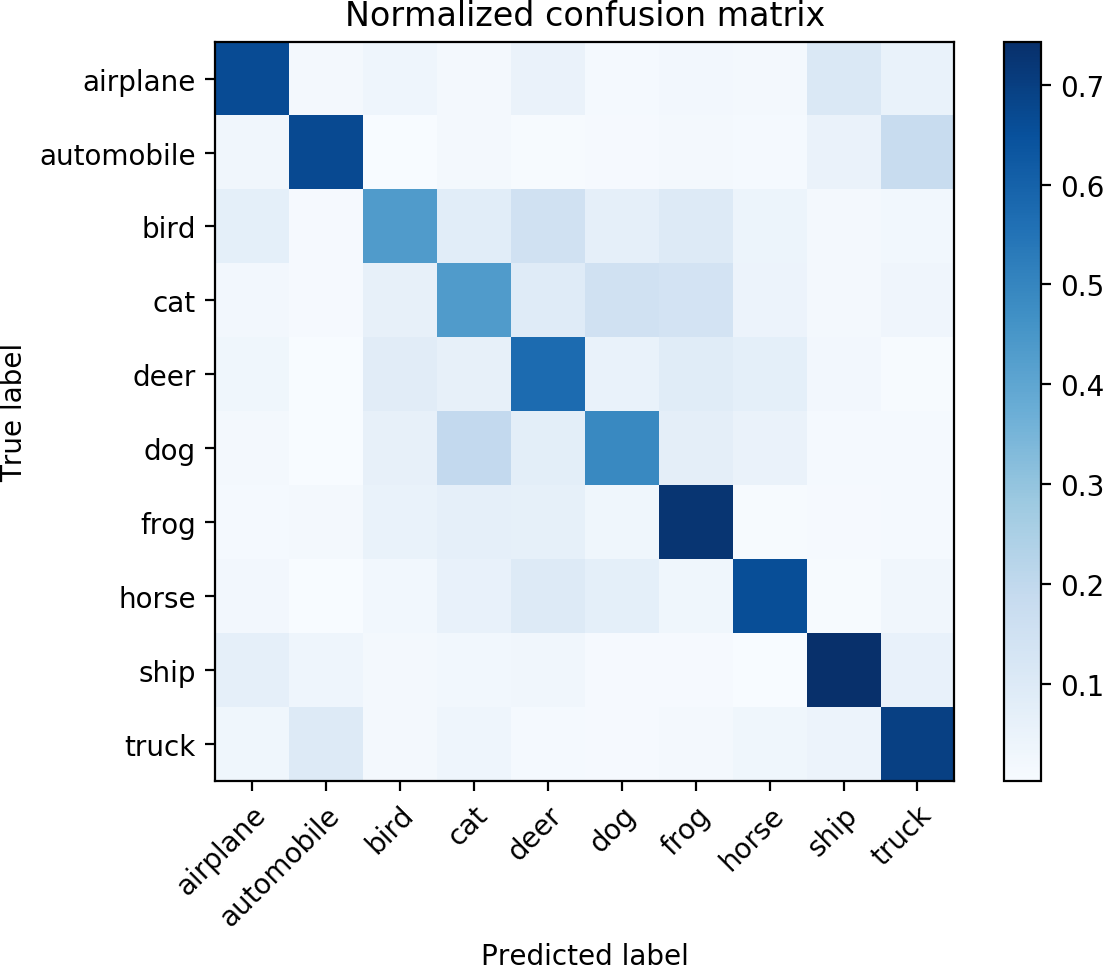 Normalized confusion matrix
True label
airplane
automobile
bird
cat
deer
dog
frog
horse
ship
truck
airplane
automobile
bird
cat
deer
dog
frog
horse
ship
truck
Predicted label
0.7
0.6
0.5
0.4
0.3
0.2
0.1